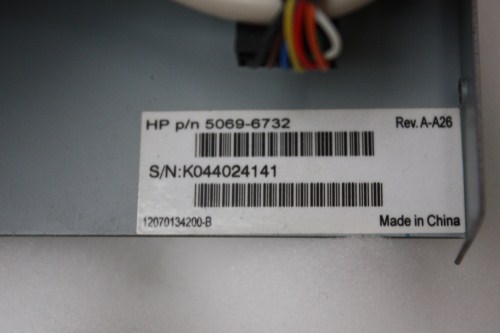 HP p/n 5069-6732 Rev. A-A26
S/N:K044024141
12070134200-B Made in China